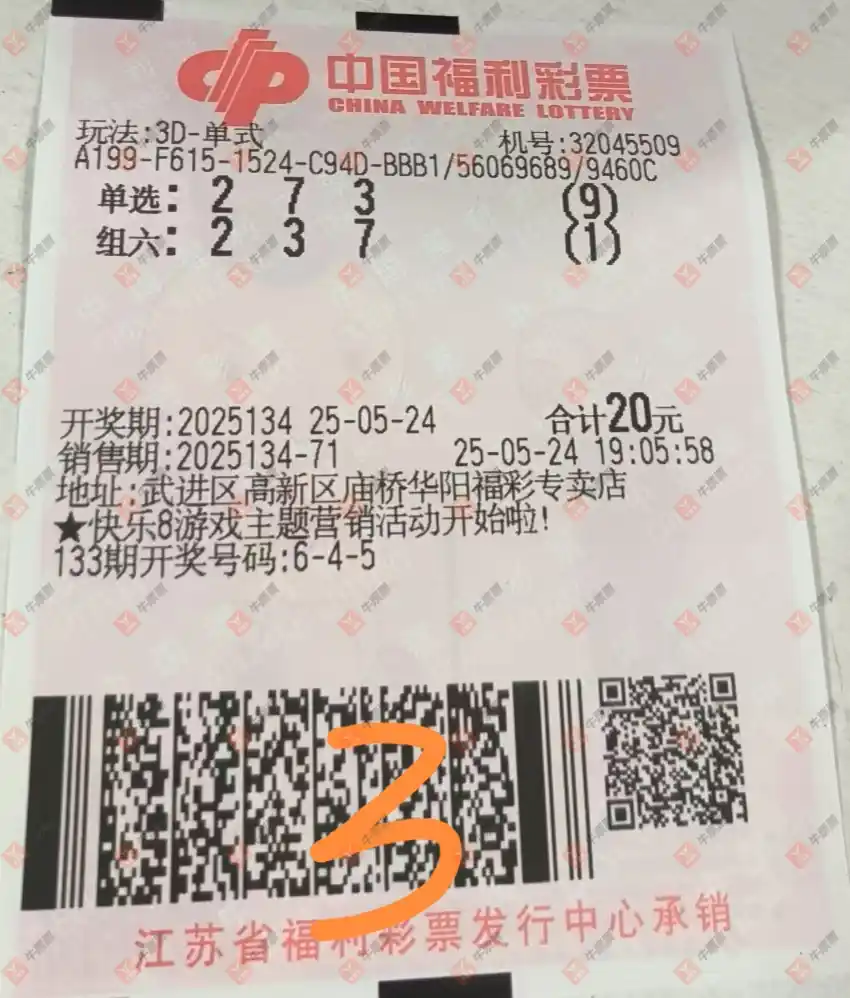 中国福利彩票
CHINA WELFARE LOTTERY
玩法:3D-单式 机号:32045509
A199-F615-1524-C94D-BBB1/56069689/9460C
单选: 2 7 3 (9)
组六: 2 3 7 (1)
开奖期:2025134 25-05-24 合计20元
销售期:2025134-71 25-05-24 19:05:58
地址:武进区高新区庙桥华阳福彩专卖店
★快乐8游戏主题营销活动开始啦!
133期开奖号码:6-4-5
3
江苏省福利彩票发行中心承销